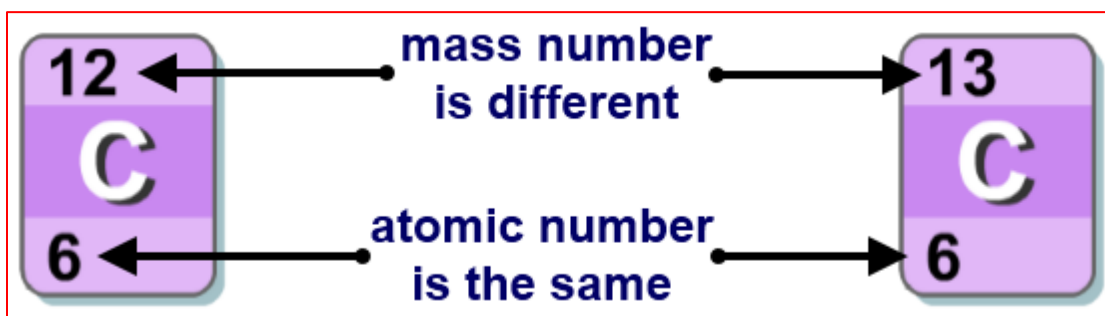 12
C
6
mass number
is different
atomic number
is the same
13
C
6